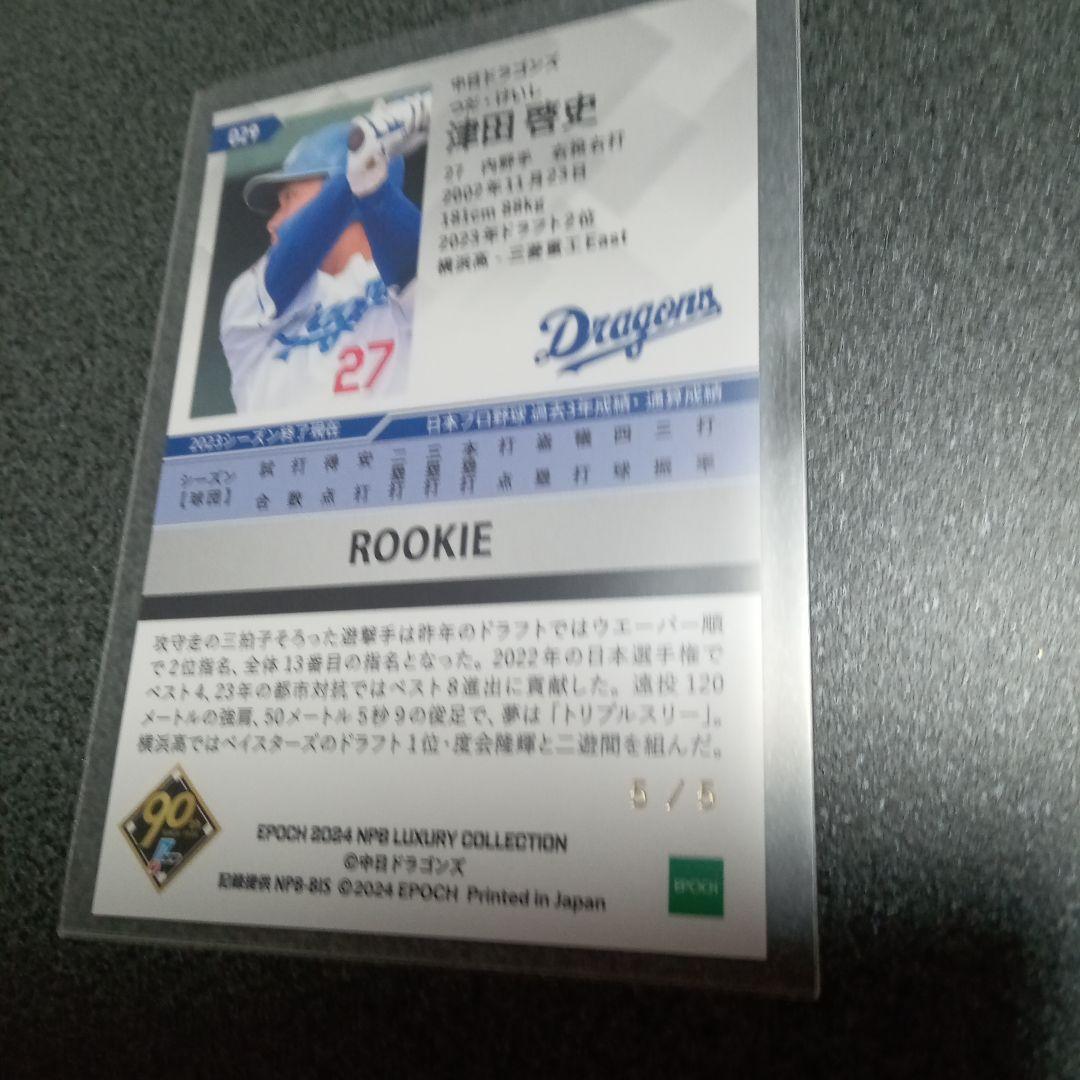 029
中日ドラゴンズ
つだ・けいし
津田 啓史
27 内野手 右投右打
2002年11月23日
181cm 88kg
2023年ドラフト2位
横浜高‐三菱重工East
Dragons
27
2023シーズン終了現在 日本プロ野球 過去3年成績・通算成績
シーズン[球団] 試合 打数 得点 安打 二塁打 三塁打 本塁打 打点 盗塁 犠打 四球 三振 打率
ROOKIE
攻守走の三拍子そろった遊撃手は昨年のドラフトではウエーバー順
で2位指名、全体13番目の指名となった。2022年の日本選手権で
ベスト4、23年の都市対抗ではベスト8進出に貢献した。遠投120
メートルの強肩、50メートル5秒9の俊足で、夢は「トリプルスリー」。
横浜高ではベイスターズのドラフト1位・度会隆輝と二遊間を組んだ。
5/5
90
EPOCH 2024 NPB LUXURY COLLECTION
©中日ドラゴンズ
記録提供 NPB-BIS ©2024 EPOCH Printed in Japan
EPOCH